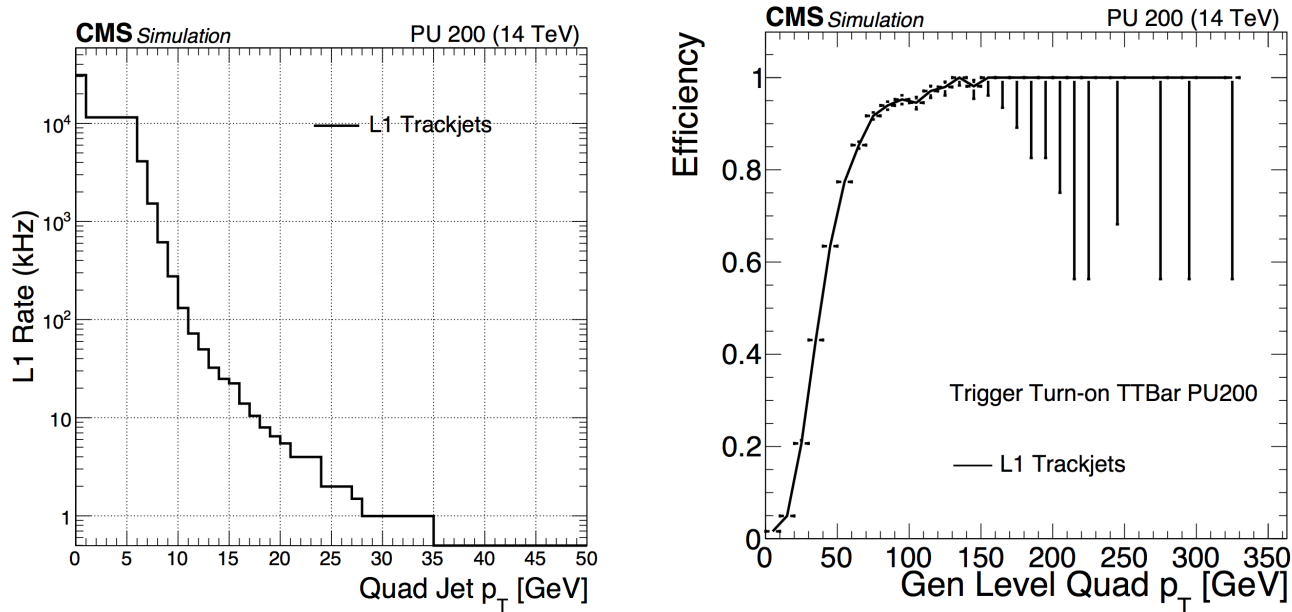 CMS Simulation PU 200 (14 TeV)
L1 Rate (kHz)
10^4
10^3
10^2
10
1
L1 Trackjets
0 5 10 15 20 25 30 35 40 45 50
Quad Jet p_T [GeV]
CMS Simulation PU 200 (14 TeV)
Efficiency
1
0.8
0.6
0.4
0.2
0
Trigger Turn-on TTBar PU200
L1 Trackjets
0 50 100 150 200 250 300 350
Gen Level Quad p_T [GeV]